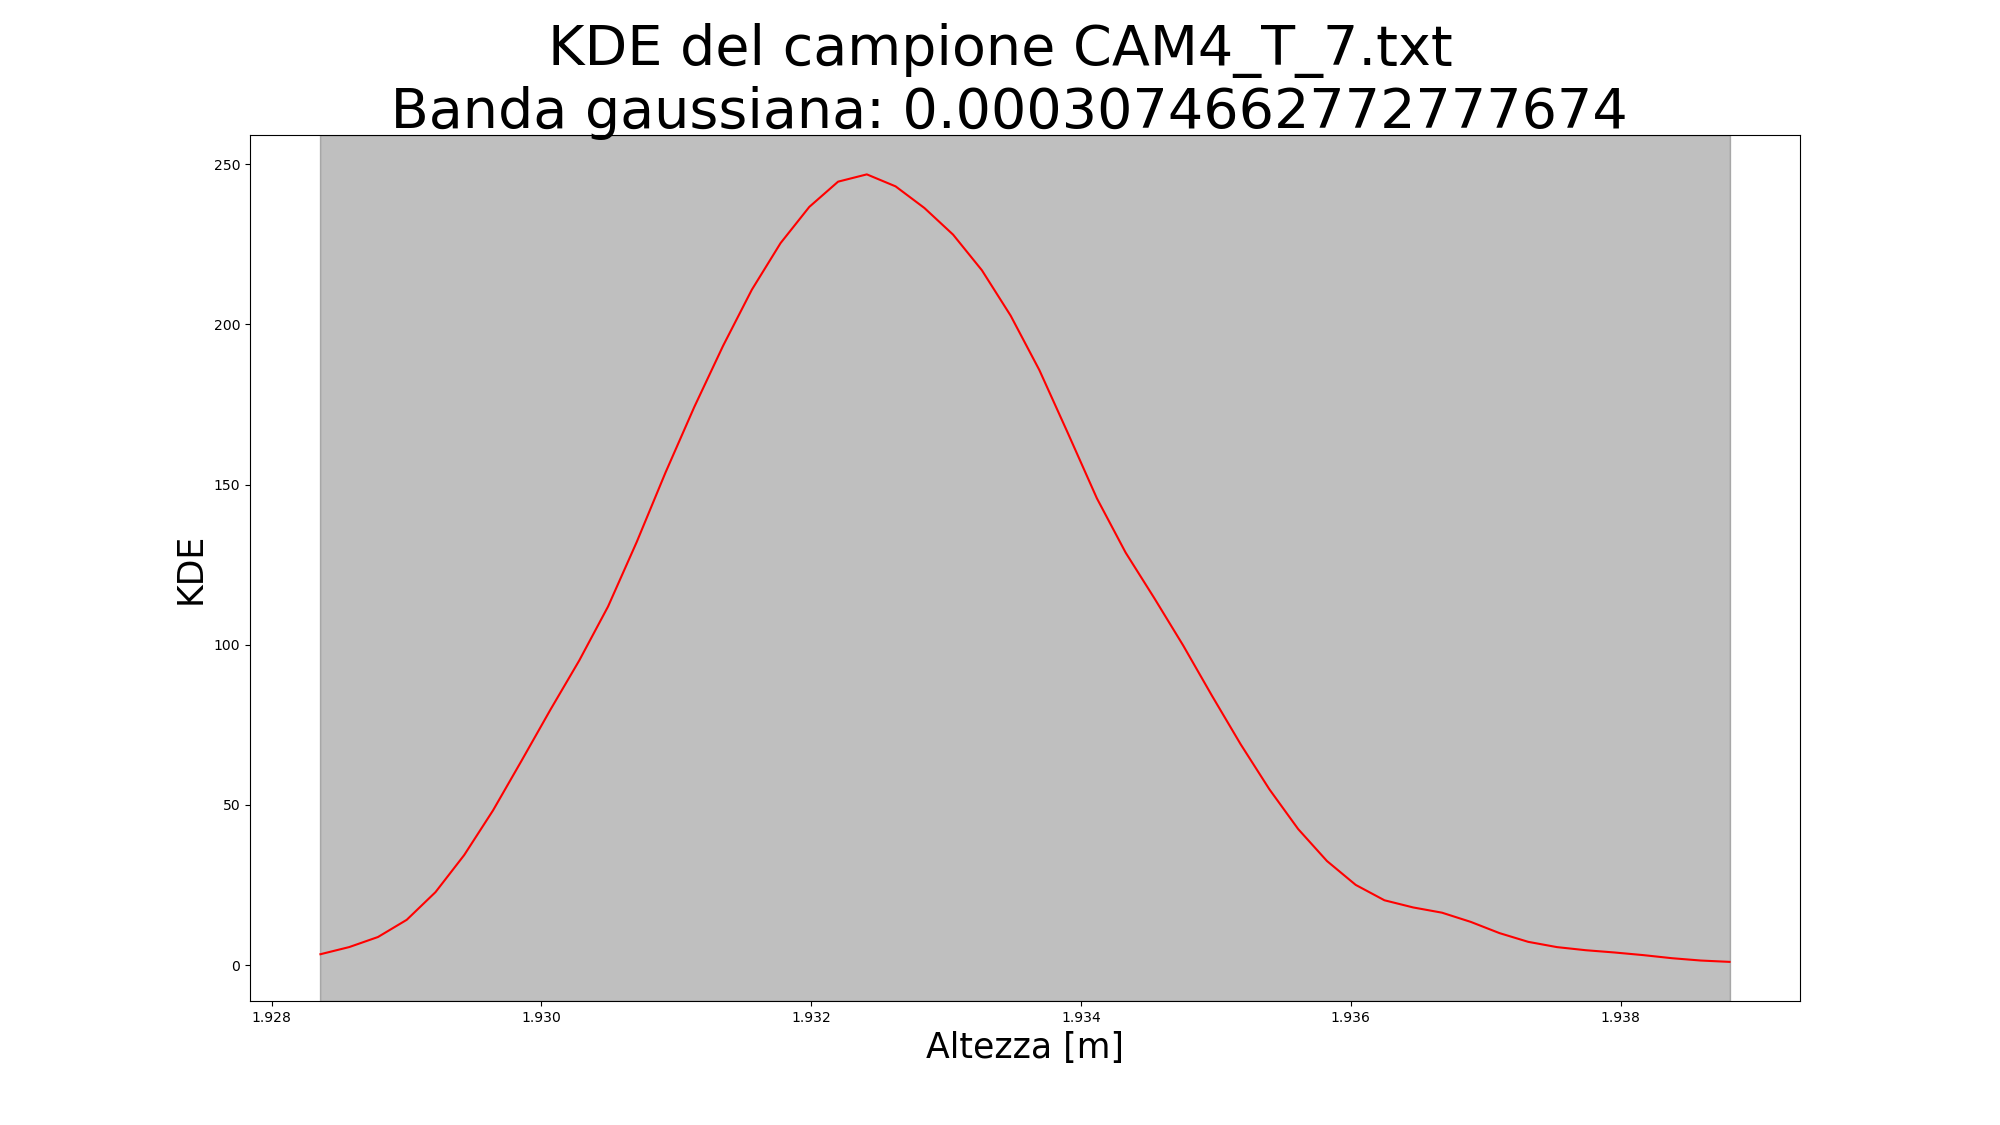 KDE del campione CAM4_T_7.txt
Banda gaussiana: 0.0003074662772777674
250
200
150
100
50
0
KDE
1.928 1.930 1.932 1.934 1.936 1.938
Altezza [m]